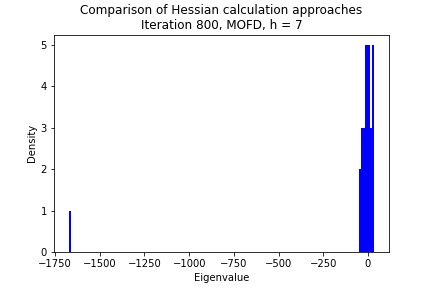 Comparison of Hessian calculation approaches
Iteration 800, MOFD, h = 7
Density
5
4
3
2
1
0
−1750 −1500 −1250 −1000 −750 −500 −250 0
Eigenvalue